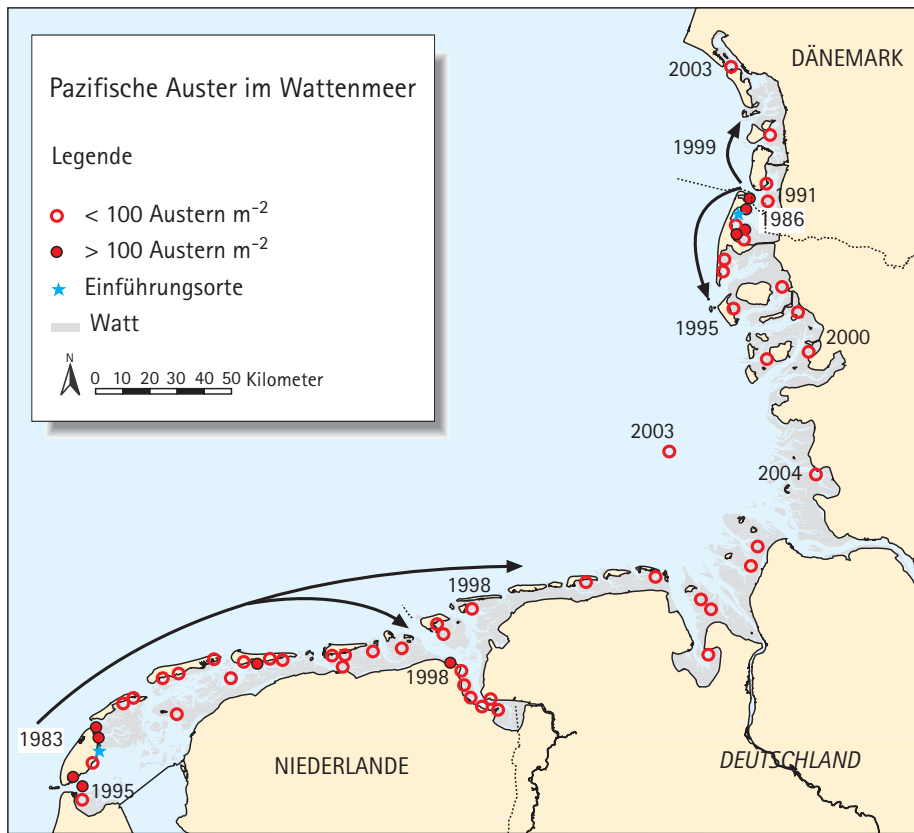 Pazifische Auster im Wattenmeer
Legende
< 100 Austern m-2
> 100 Austern m-2
Einführungsorte
Watt
N
0 10 20 30 40 50 Kilometer
2003
DÄNEMARK
1999
1991
1986
1995
2000
2003
2004
1998
1998
1983
1995
NIEDERLANDE
DEUTSCHLAND